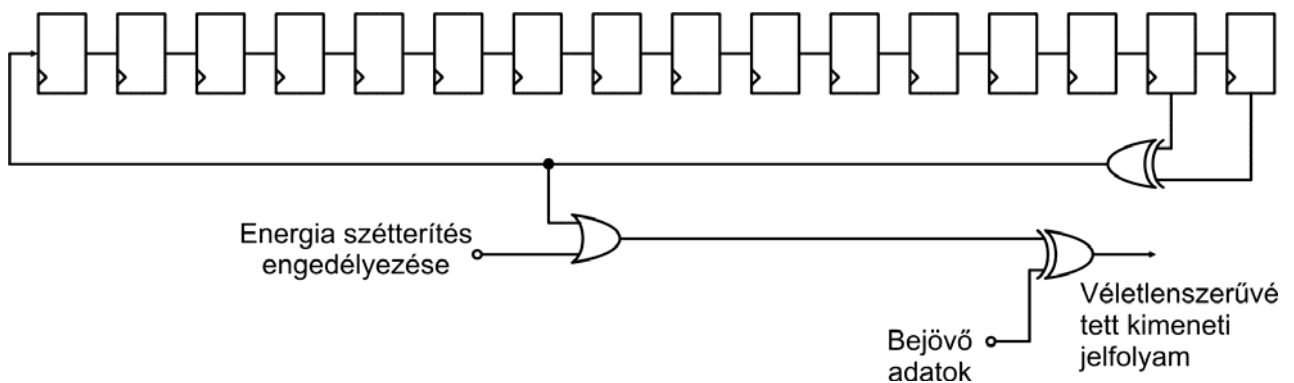 Energia szétterítés
engedélyezése
Bejövő
adatok
Véletlenszerűvé
tett kimeneti
jelfolyam